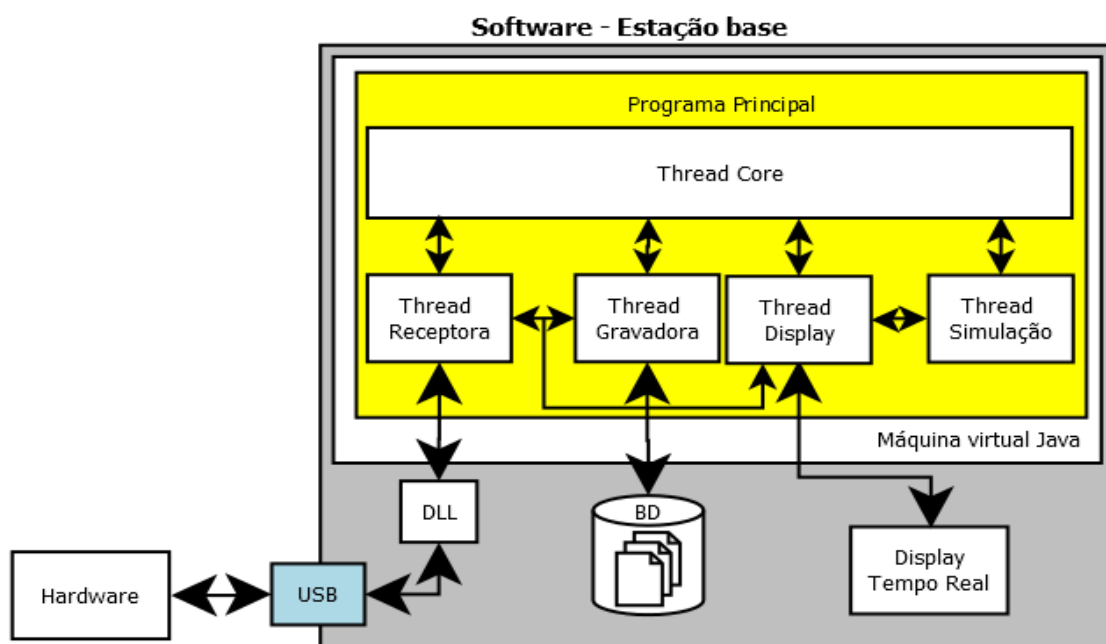 Software - Estação base
Programa Principal
Thread Core
Thread
Receptora
Thread
Gravadora
Thread
Display
Thread
Simulação
Máquina virtual Java
DLL
BD
Display
Tempo Real
Hardware
USB